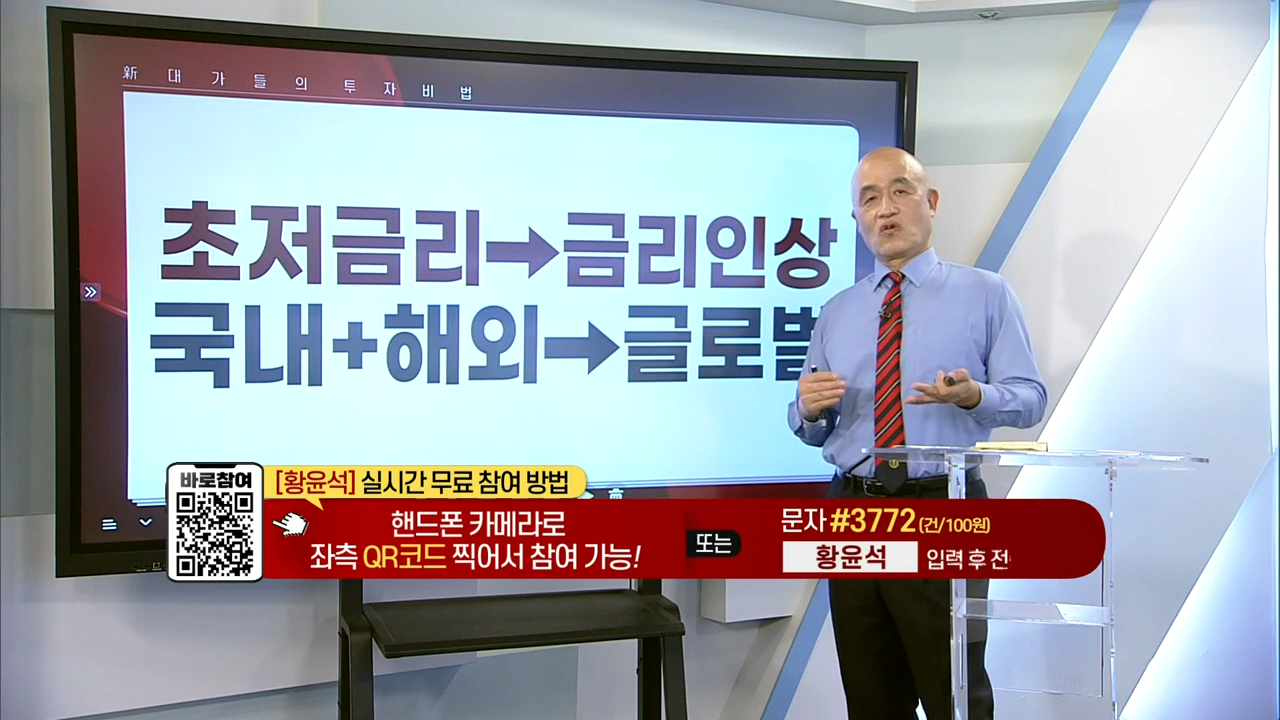 新 대 가 들 의 투 자 비 법
초저금리→금리인상
국내+해외→글로벌
바로참여
[황윤석] 실시간 무료 참여 방법
핸드폰 카메라로
좌측 QR코드 찍어서 참여 가능!
또는
문자 #3772 (건/100원)
황윤석 입력 후 전